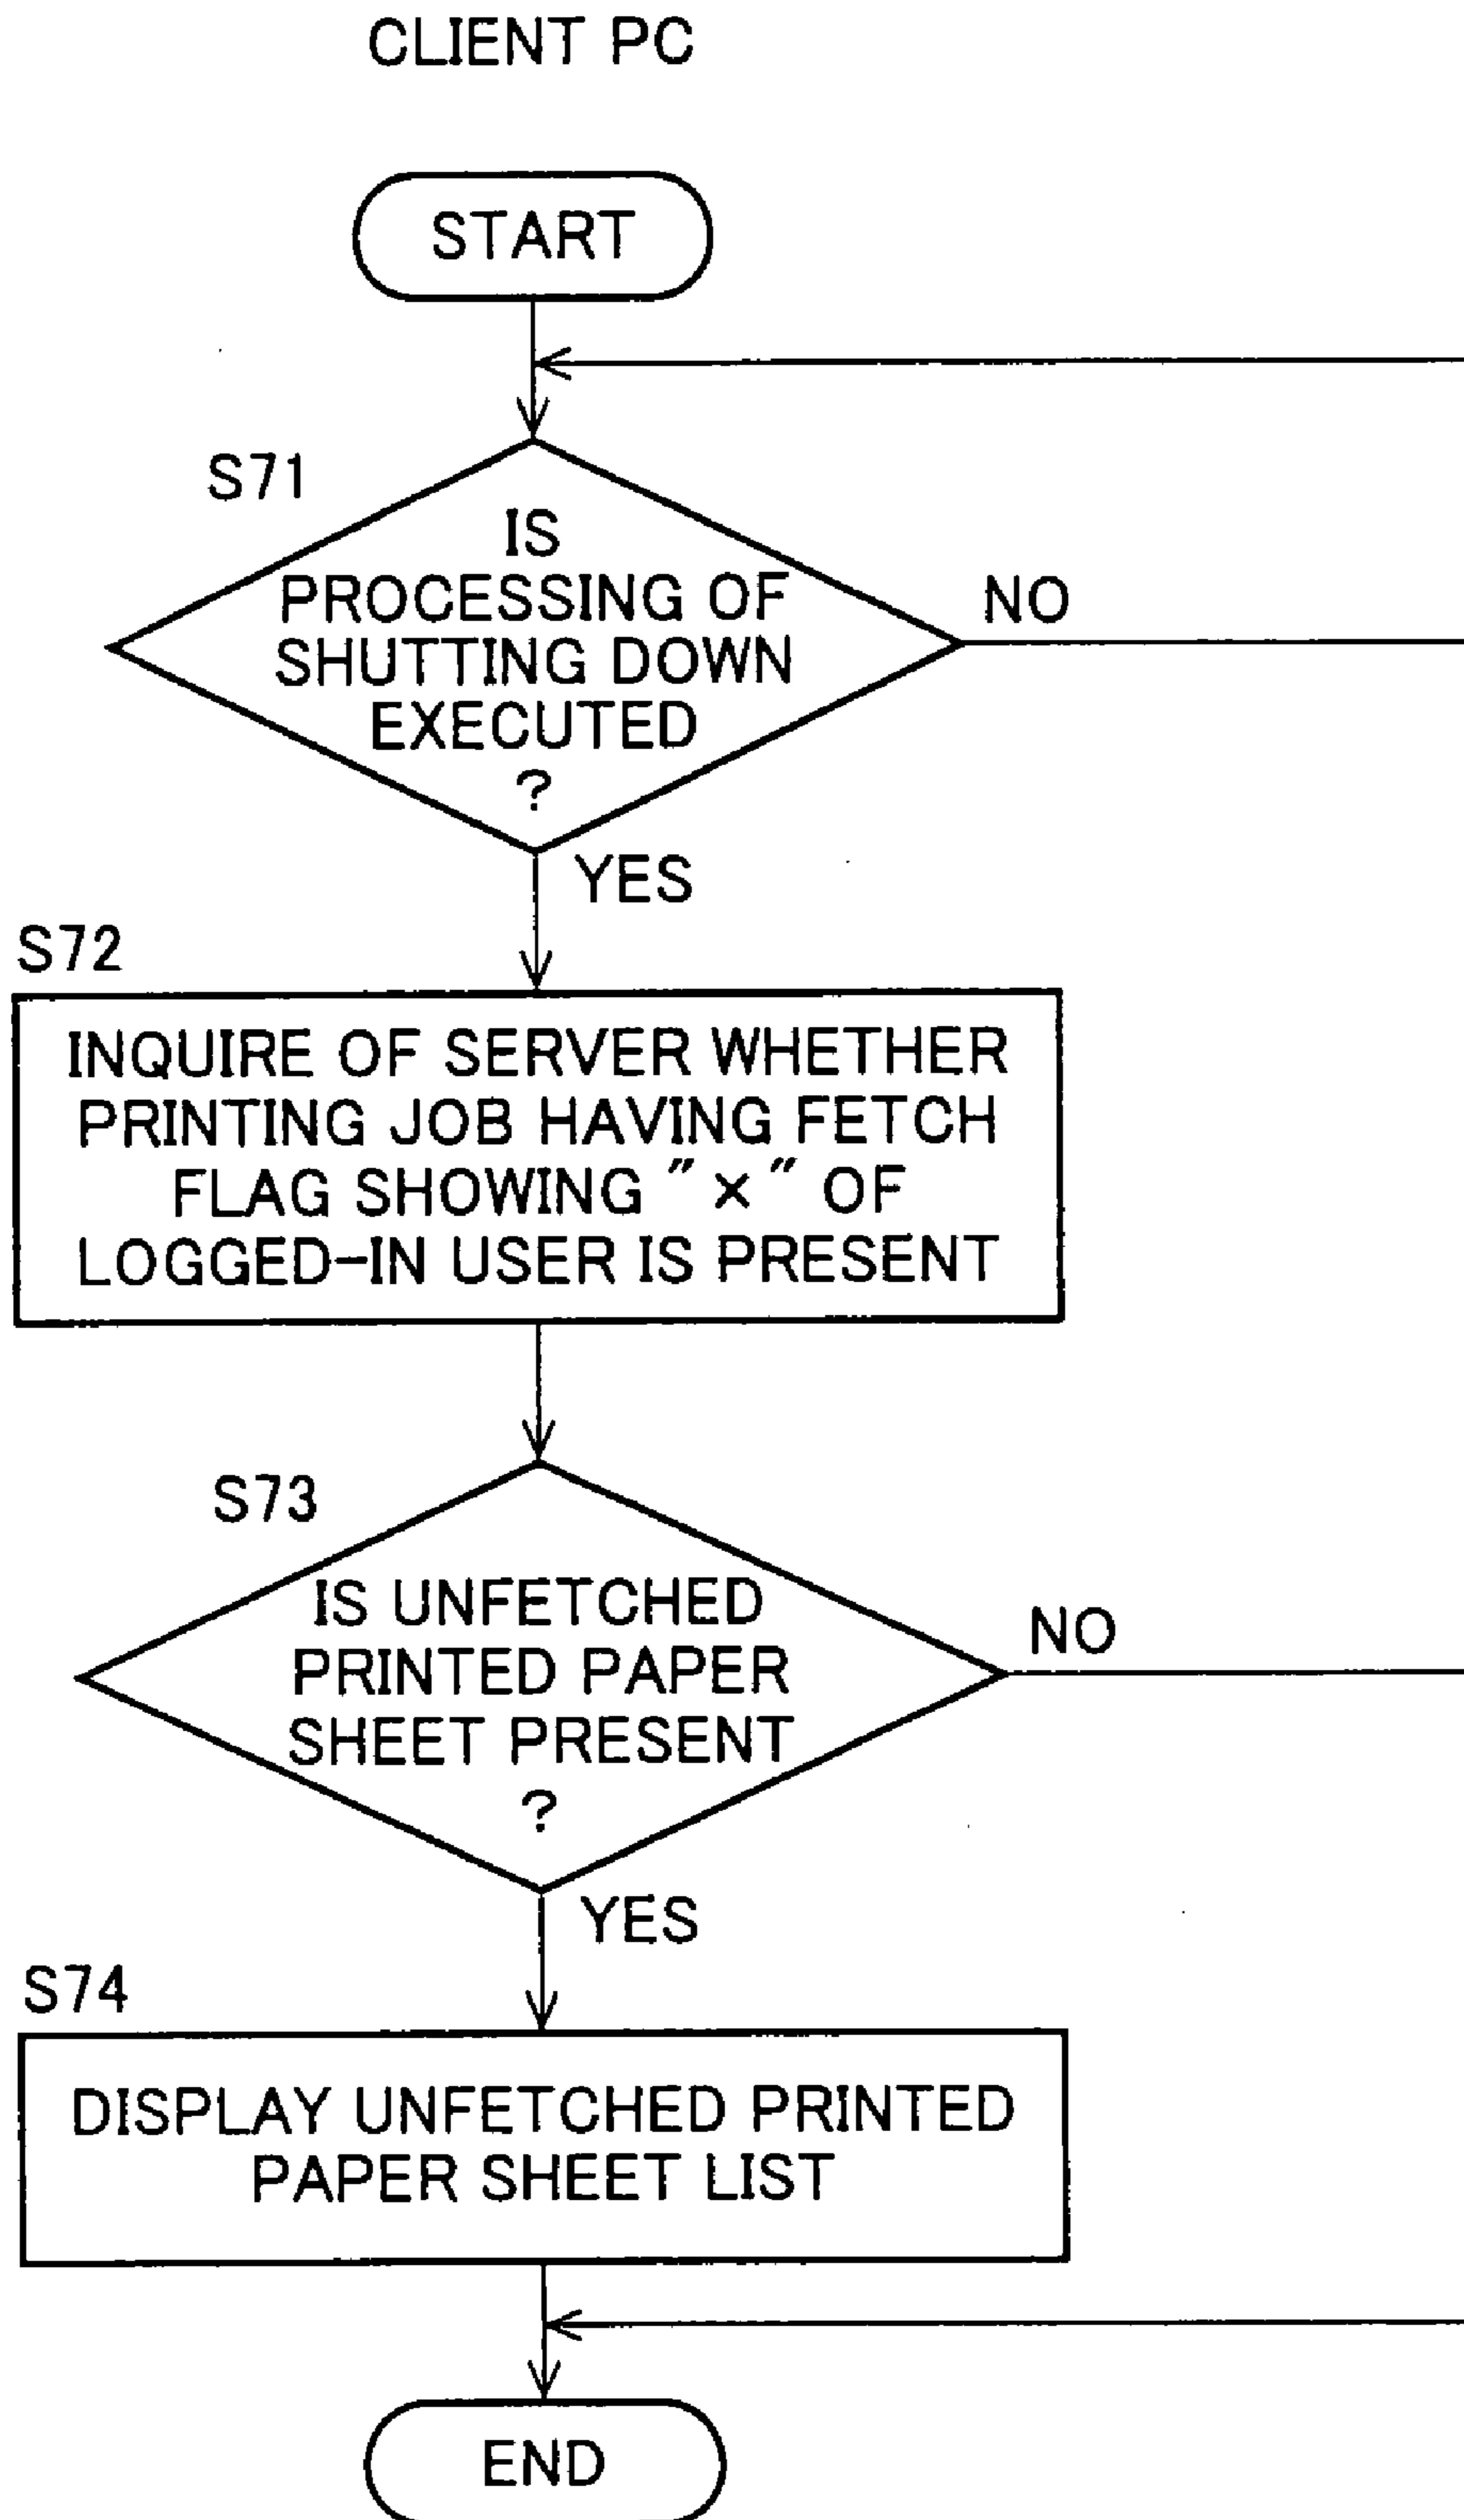 CLIENT PC
START
S71
IS
PROCESSING OF
SHUTTING DOWN
EXECUTED
?
NO
YES
S72
INQUIRE OF SERVER WHETHER
PRINTING JOB HAVING FETCH
FLAG SHOWING "×" OF
LOGGED-IN USER IS PRESENT
S73
IS UNFETCHED
PRINTED PAPER
SHEET PRESENT
?
NO
YES
S74
DISPLAY UNFETCHED PRINTED
PAPER SHEET LIST
END